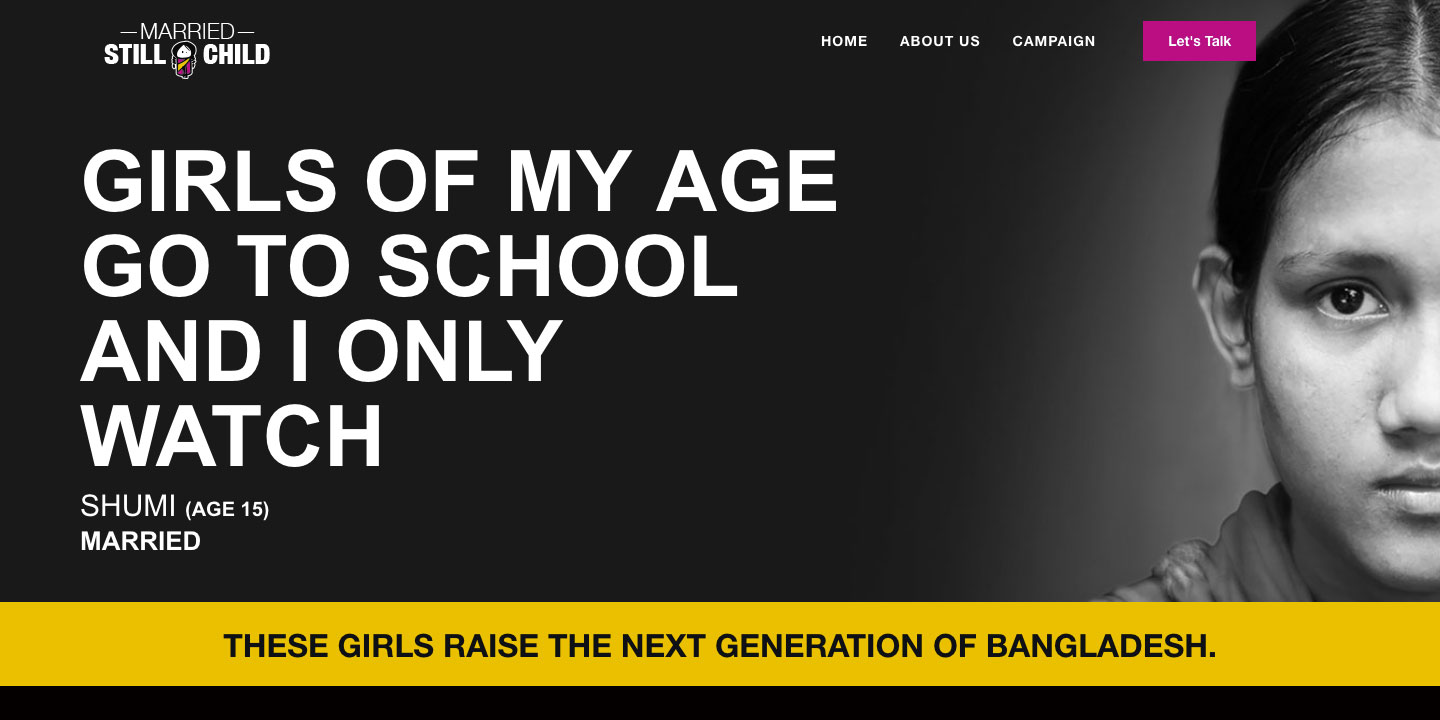 MARRIED
STILL CHILD
HOME ABOUT US CAMPAIGN Let's Talk
GIRLS OF MY AGE
GO TO SCHOOL
AND I ONLY
WATCH
SHUMI (AGE 15)
MARRIED
THESE GIRLS RAISE THE NEXT GENERATION OF BANGLADESH.